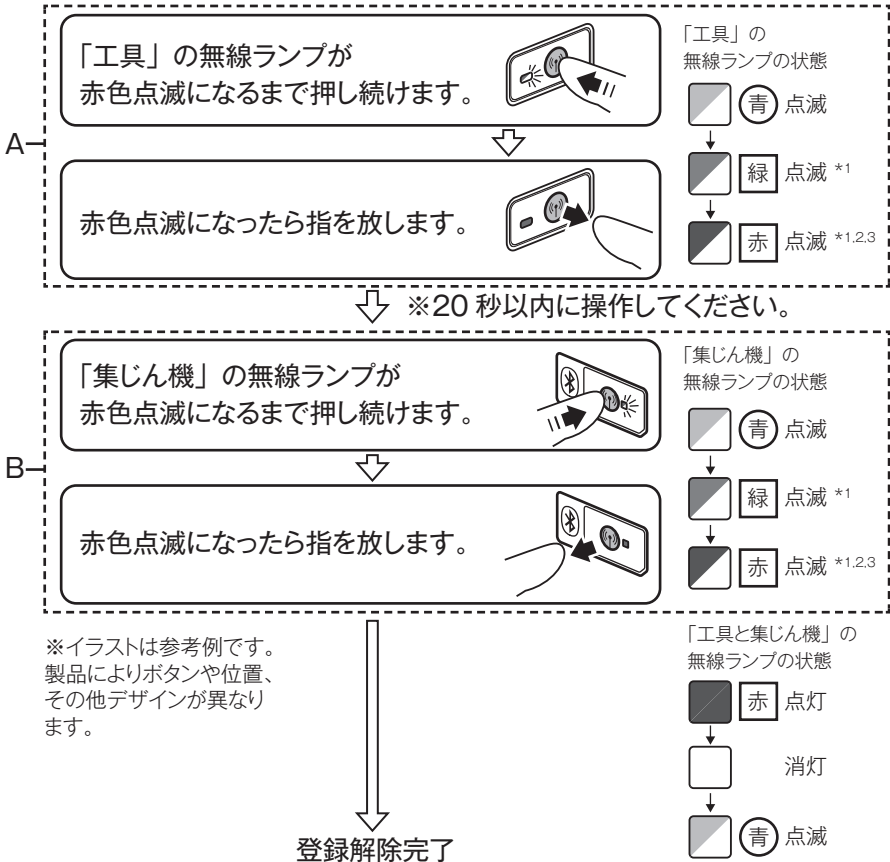 A
「工具」の無線ランプが
赤色点滅になるまで押し続けます。
赤色点滅になったら指を放します。
「工具」の
無線ランプの状態
青 点滅
緑 点滅 *1
赤 点滅 *1,2,3
※20 秒以内に操作してください。
B
「集じん機」の無線ランプが
赤色点滅になるまで押し続けます。
赤色点滅になったら指を放します。
「集じん機」の
無線ランプの状態
青 点滅
緑 点滅 *1
赤 点滅 *1,2,3
※イラストは参考例です。
製品によりボタンや位置、
その他デザインが異なり
ます。
「工具と集じん機」の
無線ランプの状態
赤 点灯
消灯
青 点滅
登録解除完了